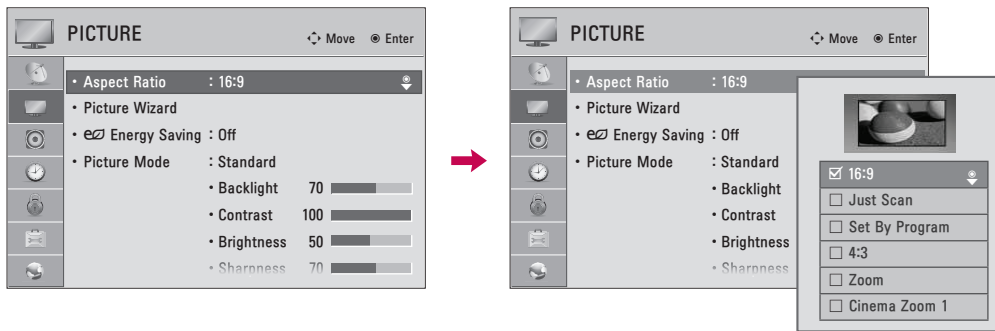 PICTURE
Move Enter
• Aspect Ratio : 16:9
• Picture Wizard
• Energy Saving : Off
• Picture Mode : Standard
• Backlight 70
• Contrast 100
• Brightness 50
• Sharpness 70
PICTURE
Move Enter
• Aspect Ratio : 16:9
• Picture Wizard
• Energy Saving : Off
• Picture Mode : Standard
• Backlight
• Contrast
• Brightness
• Sharpness
16:9
Just Scan
Set By Program
4:3
Zoom
Cinema Zoom 1